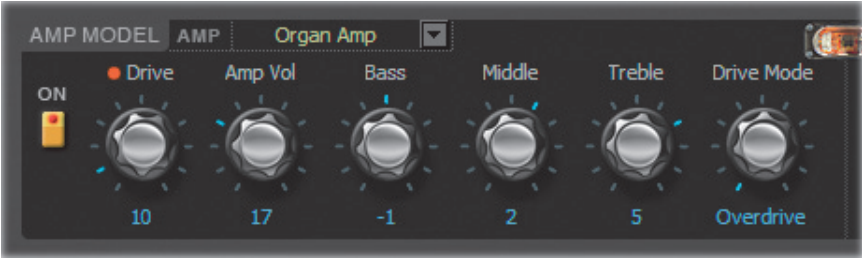 AMP MODEL AMP Organ Amp
ON Drive Amp Vol Bass Middle Treble Drive Mode
10 17 -1 2 5 Overdrive